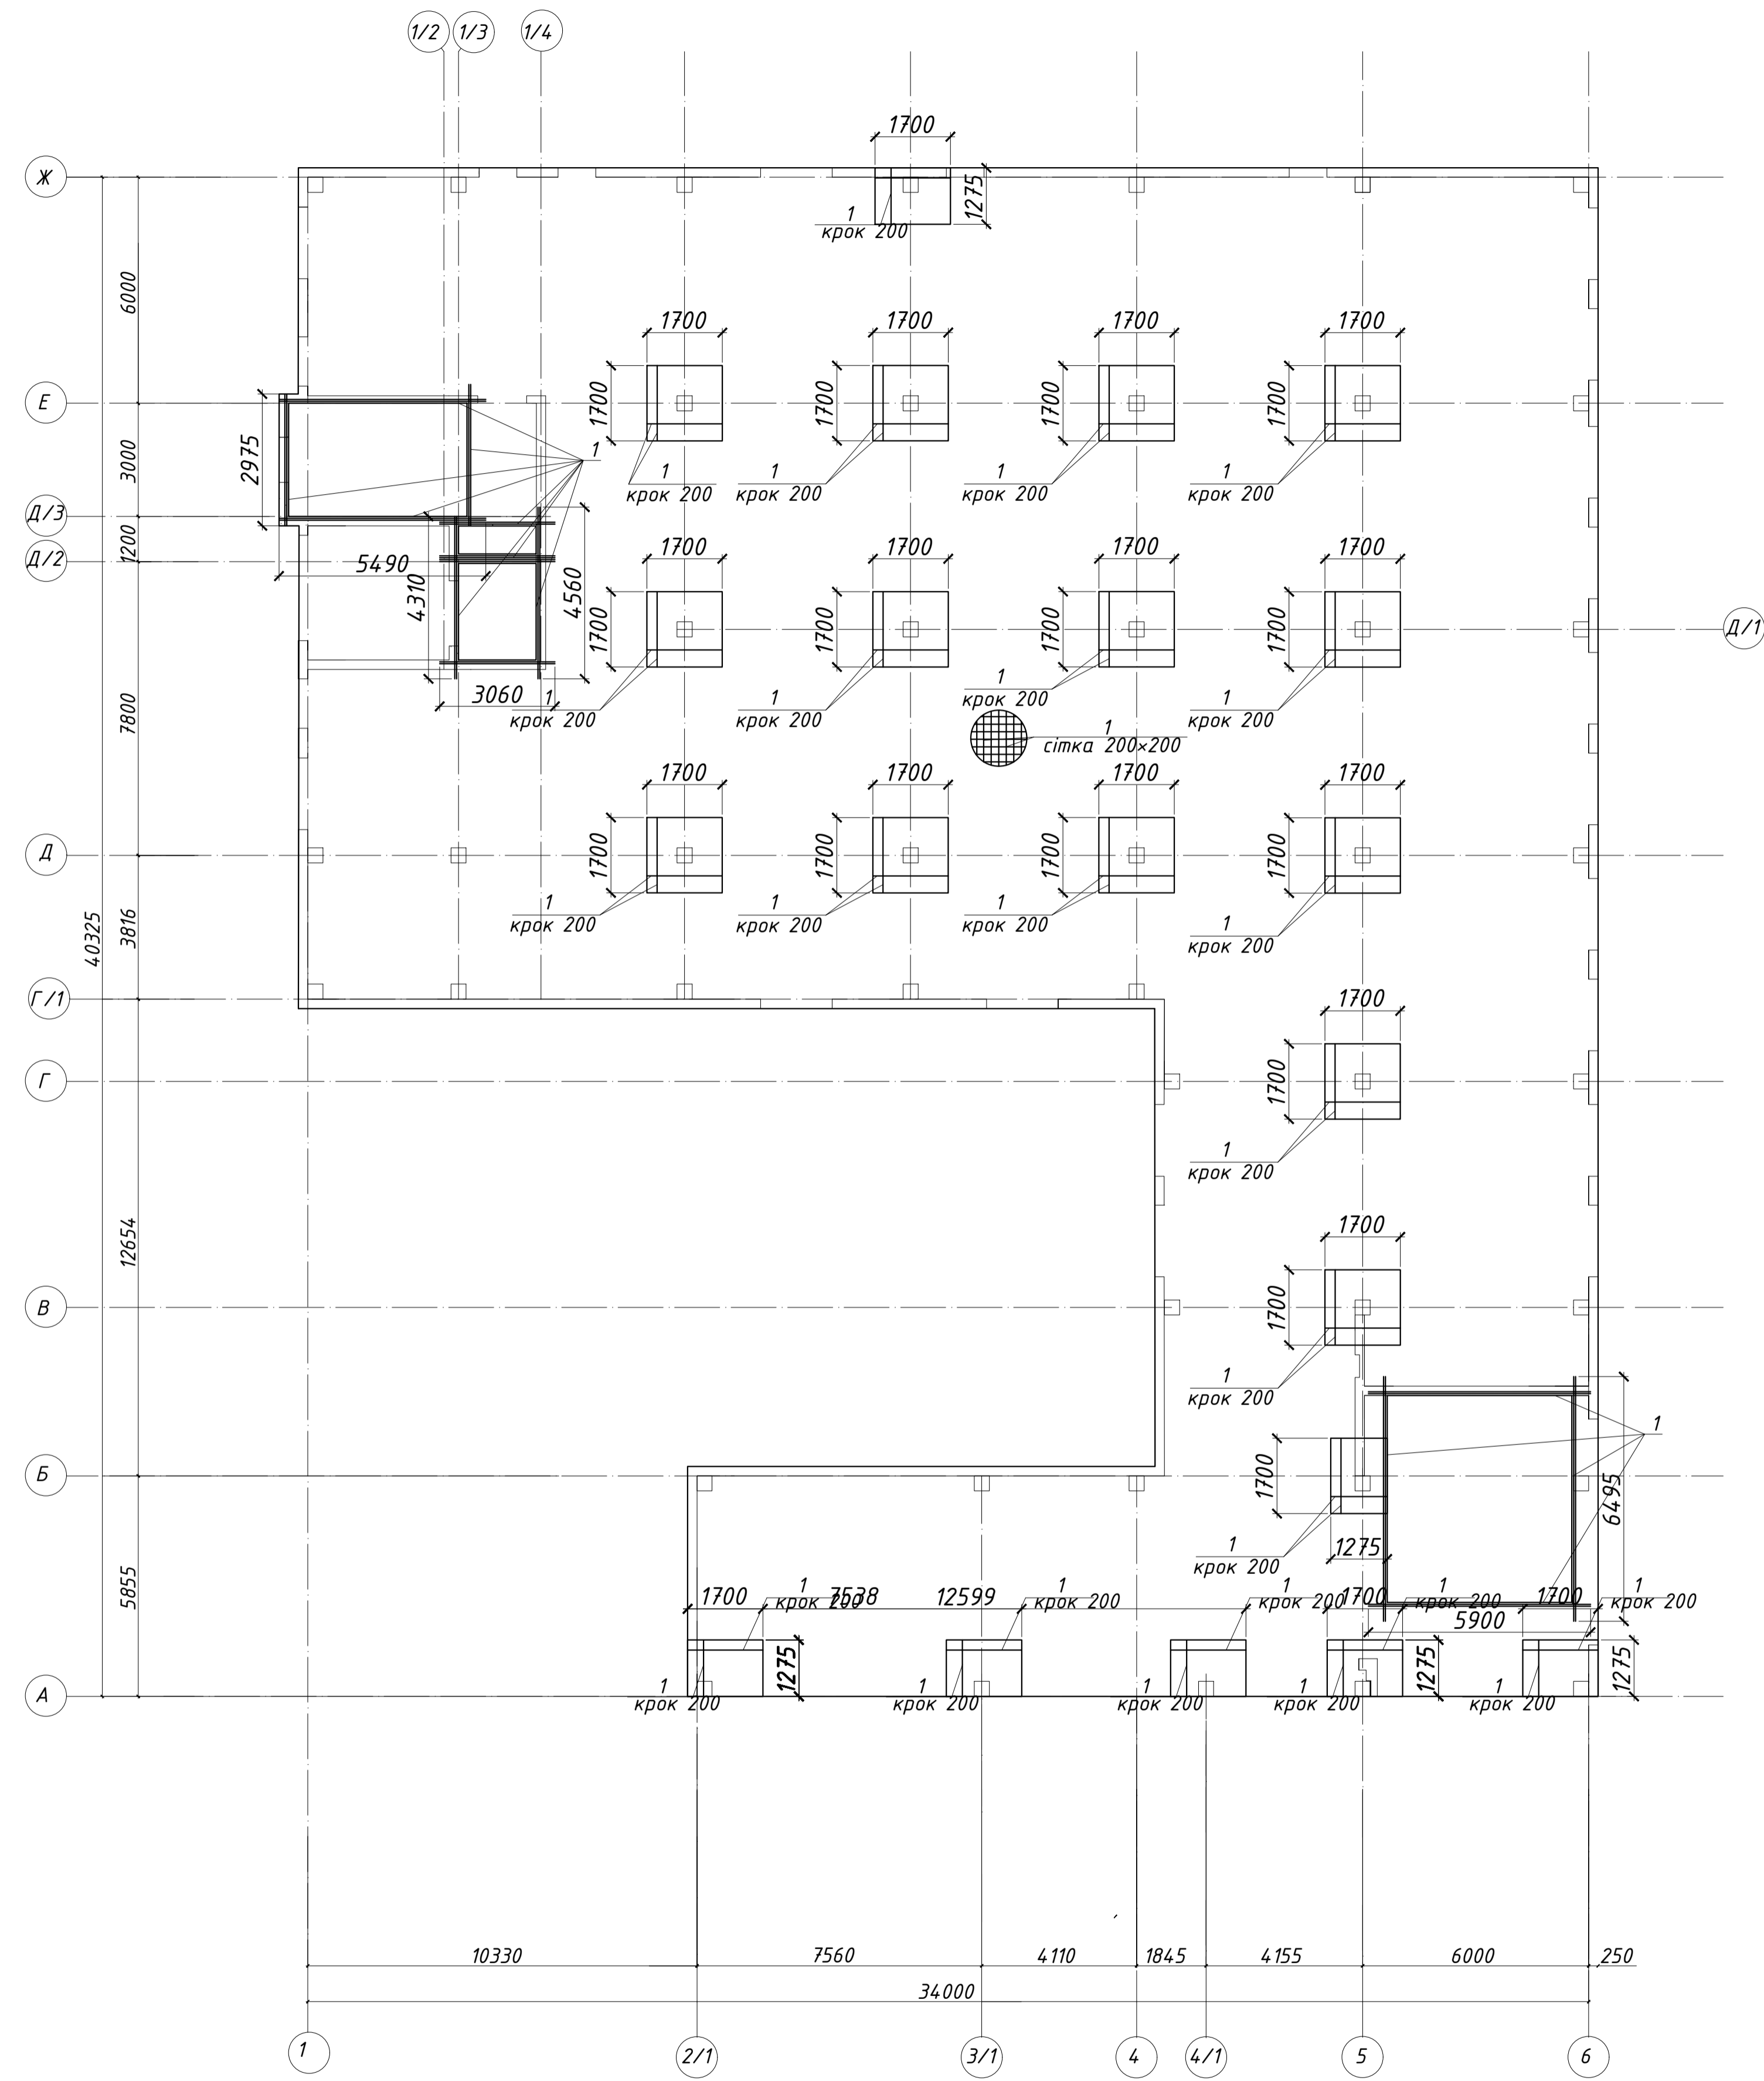 1/2
1/3
1/4
1700
Ж
1275
1
крок 200
6000
1700
1700
1700
1700
Е
1700
1700
1700
1700
2975
3000
1
1
крок 200
1
крок 200
1
крок 200
1
крок 200
Д/3
1200
Д/2
5490
4310
4560
1700
1700
1700
1700
1700
1700
1700
1700
Д/1
3060
1
крок 200
1
крок 200
1
крок 200
1
крок 200
7800
1
сітка 200×200
1700
1700
1700
1700
Д
1700
1700
1700
1700
1
крок 200
1
крок 200
1
крок 200
1
крок 200
40325
3816
Г/1
1700
Г
1700
1
крок 200
12654
1700
В
1700
1
крок 200
1
Б
1700
6495
1
крок 200
1275
5855
1700
1
крок 200
7538
12599
1
крок 200
1
крок 200
1700
1
крок 200
1700
1
крок 200
5900
1275
1275
1275
А
1
крок 200
1
крок 200
1
крок 200
1
крок 200
1
крок 200
10330
7560
4110
1845
4155
6000
250
34000
1
2/1
3/1
4
4/1
5
6